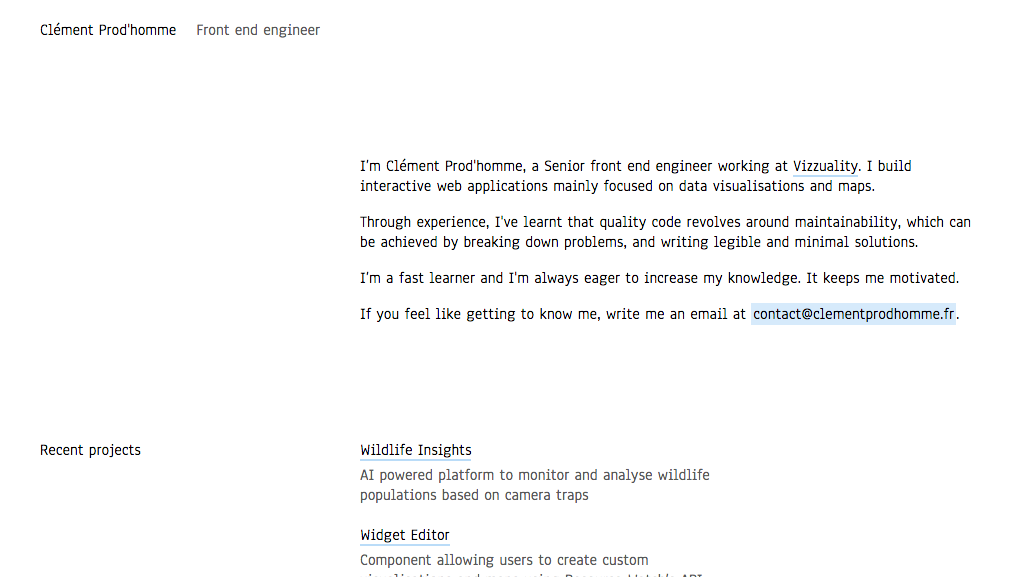 Clément Prod'homme Front end engineer
I'm Clément Prod'homme, a Senior front end engineer working at Vizzuality. I build
interactive web applications mainly focused on data visualisations and maps.
Through experience, I've learnt that quality code revolves around maintainability, which can
be achieved by breaking down problems, and writing legible and minimal solutions.
I'm a fast learner and I'm always eager to increase my knowledge. It keeps me motivated.
If you feel like getting to know me, write me an email at contact@clementprodhomme.fr.
Recent projects
Wildlife Insights
AI powered platform to monitor and analyse wildlife
populations based on camera traps
Widget Editor
Component allowing users to create custom